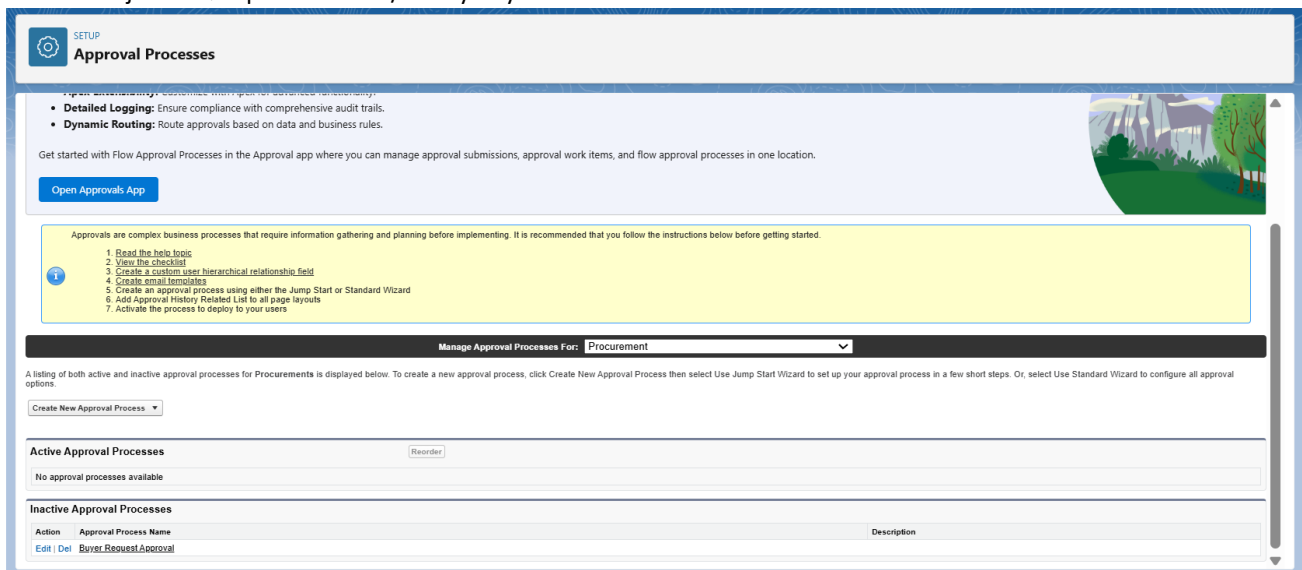 SETUP
Approval Processes
• Detailed Logging: Ensure compliance with comprehensive audit trails.
• Dynamic Routing: Route approvals based on data and business rules.
Get started with Flow Approval Processes in the Approval app where you can manage approval submissions, approval work items, and flow approval processes in one location.
Open Approvals App
Approvals are complex business processes that require information gathering and planning before implementing. It is recommended that you follow the instructions below before getting started.
1. Read the help topic
2. View the checklist
3. Create a custom user hierarchical relationship field
4. Create email templates
5. Create an approval process using either the Jump Start or Standard Wizard
6. Add Approval History Related List to all page layouts
7. Activate the process to deploy to your users
Manage Approval Processes For: Procurement
A listing of both active and inactive approval processes for Procurements is displayed below. To create a new approval process, click Create New Approval Process then select Use Jump Start Wizard to set up your approval process in a few short steps. Or, select Use Standard Wizard to configure all approval
options.
Create New Approval Process
Active Approval Processes Reorder
No approval processes available
Inactive Approval Processes
Action Approval Process Name Description
Edit | Del Buyer Request Approval